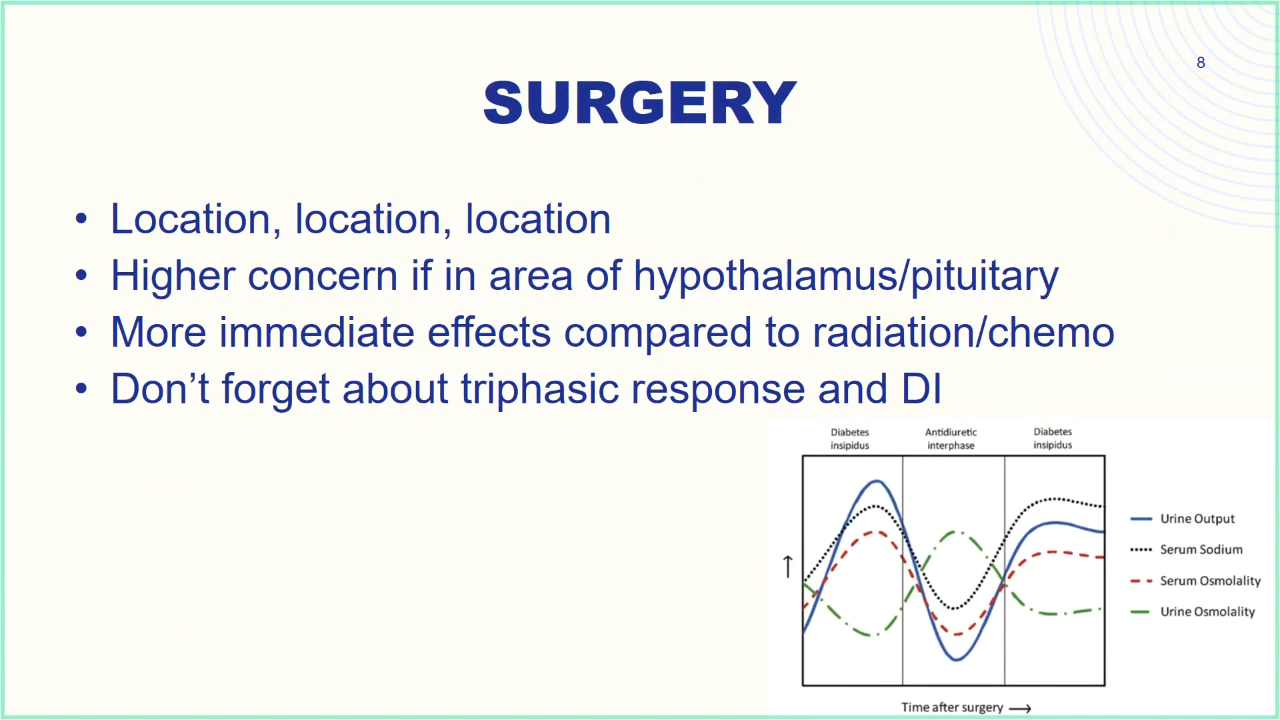 8
SURGERY
• Location, location, location
• Higher concern if in area of hypothalamus/pituitary
• More immediate effects compared to radiation/chemo
• Don’t forget about triphasic response and DI
Diabetes
insipidus
Antidiuretic
interphase
Diabetes
insipidus
Urine Output
Serum Sodium
Serum Osmolality
Urine Osmolality
Time after surgery